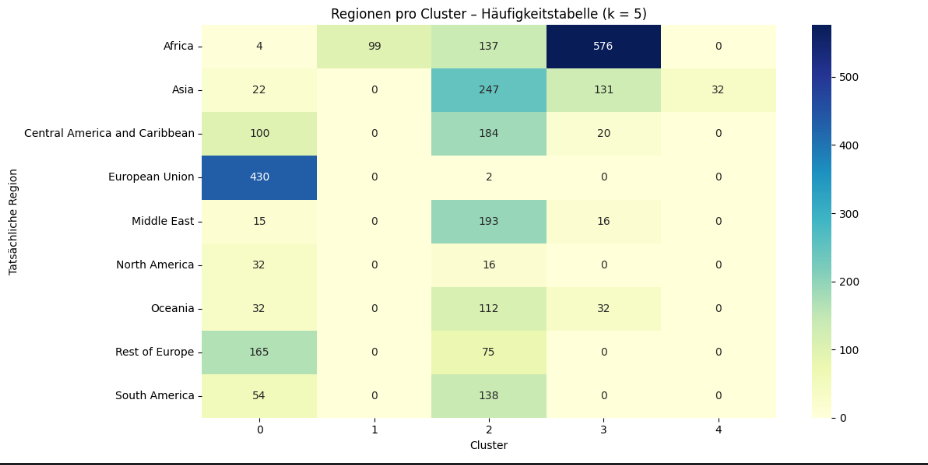 Regionen pro Cluster – Häufigkeitstabelle (k = 5)
Tatsächliche Region
Africa 4 99 137 576 0
Asia 22 0 247 131 32
Central America and Caribbean 100 0 184 20 0
European Union 430 0 2 0 0
Middle East 15 0 193 16 0
North America 32 0 16 0 0
Oceania 32 0 112 32 0
Rest of Europe 165 0 75 0 0
South America 54 0 138 0 0
0 1 2 3 4
Cluster
500
400
300
200
100
0